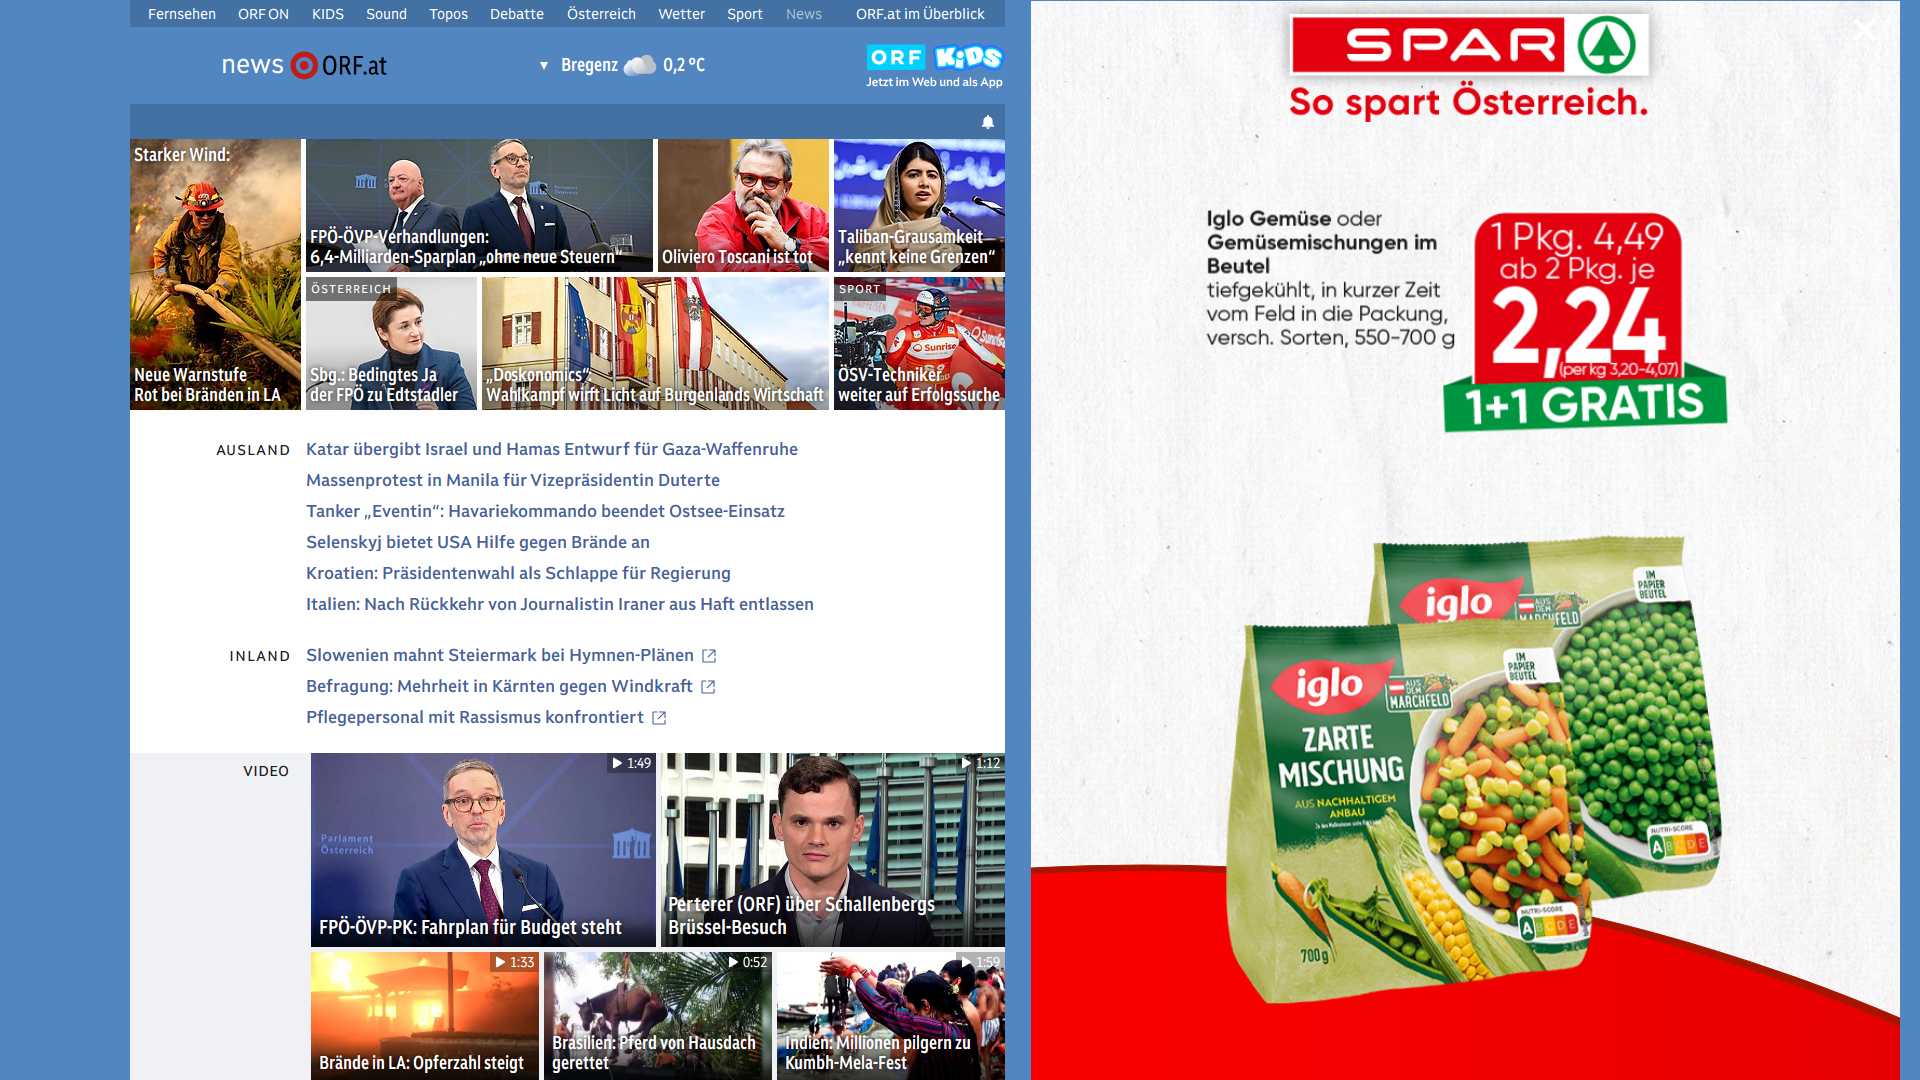 Fernsehen ORF ON KIDS Sound Topos Debatte Österreich Wetter Sport News ORF.at im Überblick
news ORF.at
▼ Bregenz 0,2 °C
ORF KiDS
Jetzt im Web und als App
Starker Wind:
Neue Warnstufe
Rot bei Bränden in LA
FPÖ-ÖVP-Verhandlungen:
6,4-Milliarden-Sparplan „ohne neue Steuern“
Oliviero Toscani ist tot
Taliban-Grausamkeit
„kennt keine Grenzen“
ÖSTERREICH
Sbg.: Bedingtes Ja
der FPÖ zu Edtstadler
„Doskonomics“:
Wahlkampf wirft Licht auf Burgenlands Wirtschaft
SPORT
Sunrise
ÖSV-Techniker
weiter auf Erfolgssuche
AUSLAND
Katar übergibt Israel und Hamas Entwurf für Gaza-Waffenruhe
Massenprotest in Manila für Vizepräsidentin Duterte
Tanker „Eventin“: Havariekommando beendet Ostsee-Einsatz
Selenskyj bietet USA Hilfe gegen Brände an
Kroatien: Präsidentenwahl als Schlappe für Regierung
Italien: Nach Rückkehr von Journalistin Iraner aus Haft entlassen
INLAND
Slowenien mahnt Steiermark bei Hymnen-Plänen
Befragung: Mehrheit in Kärnten gegen Windkraft
Pflegepersonal mit Rassismus konfrontiert
VIDEO
1:49
Parlament
Österreich
FPÖ-ÖVP-PK: Fahrplan für Budget steht
1:12
Perterer (ORF) über Schallenbergs
Brüssel-Besuch
1:33
Brände in LA: Opferzahl steigt
0:52
Brasilien: Pferd von Hausdach
gerettet
1:59
Indien: Millionen pilgern zu
Kumbh-Mela-Fest
SPAR
So spart Österreich.
Iglo Gemüse oder
Gemüsemischungen im
Beutel
tiefgekühlt, in kurzer Zeit
vom Feld in die Packung,
versch. Sorten, 550-700 g
1 Pkg. 4,49
ab 2 Pkg. je
2,24
(per kg 3,20-4,07)
1+1 GRATIS
iglo
AUS DEM
MARCHFELD
IM
PAPIER
BEUTEL
iglo
AUS DEM
MARCHFELD
IM
PAPIER
BEUTEL
ZARTE
MISCHUNG
AUS NACHHALTIGEM
ANBAU
NUTRI-SCORE
A B C D E
NUTRI-SCORE
A B C D E
700g